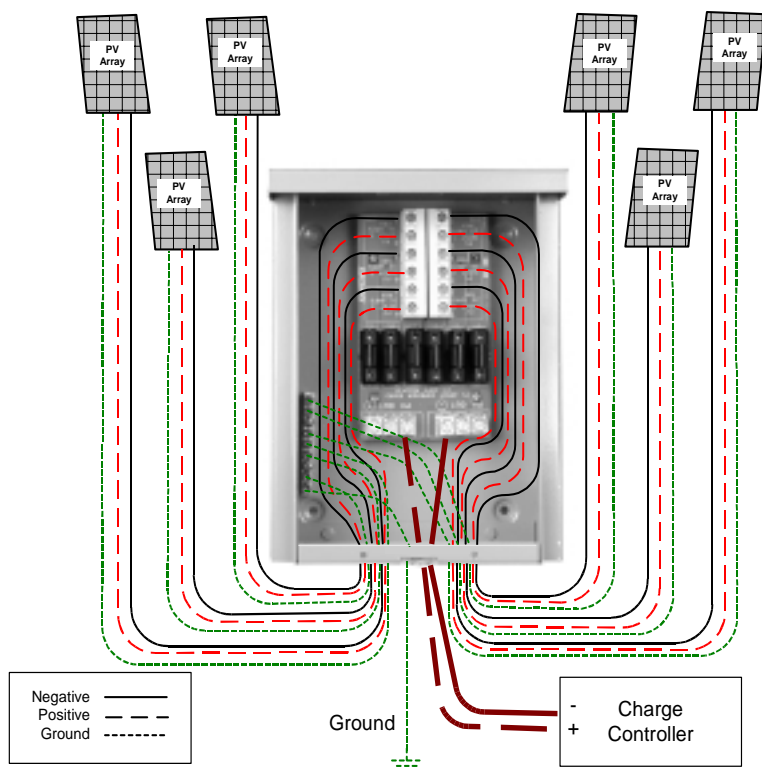 PV
Array
PV
Array
PV
Array
PV
Array
PV
Array
PV
Array
Negative
Positive
Ground
Ground
- Charge
+ Controller